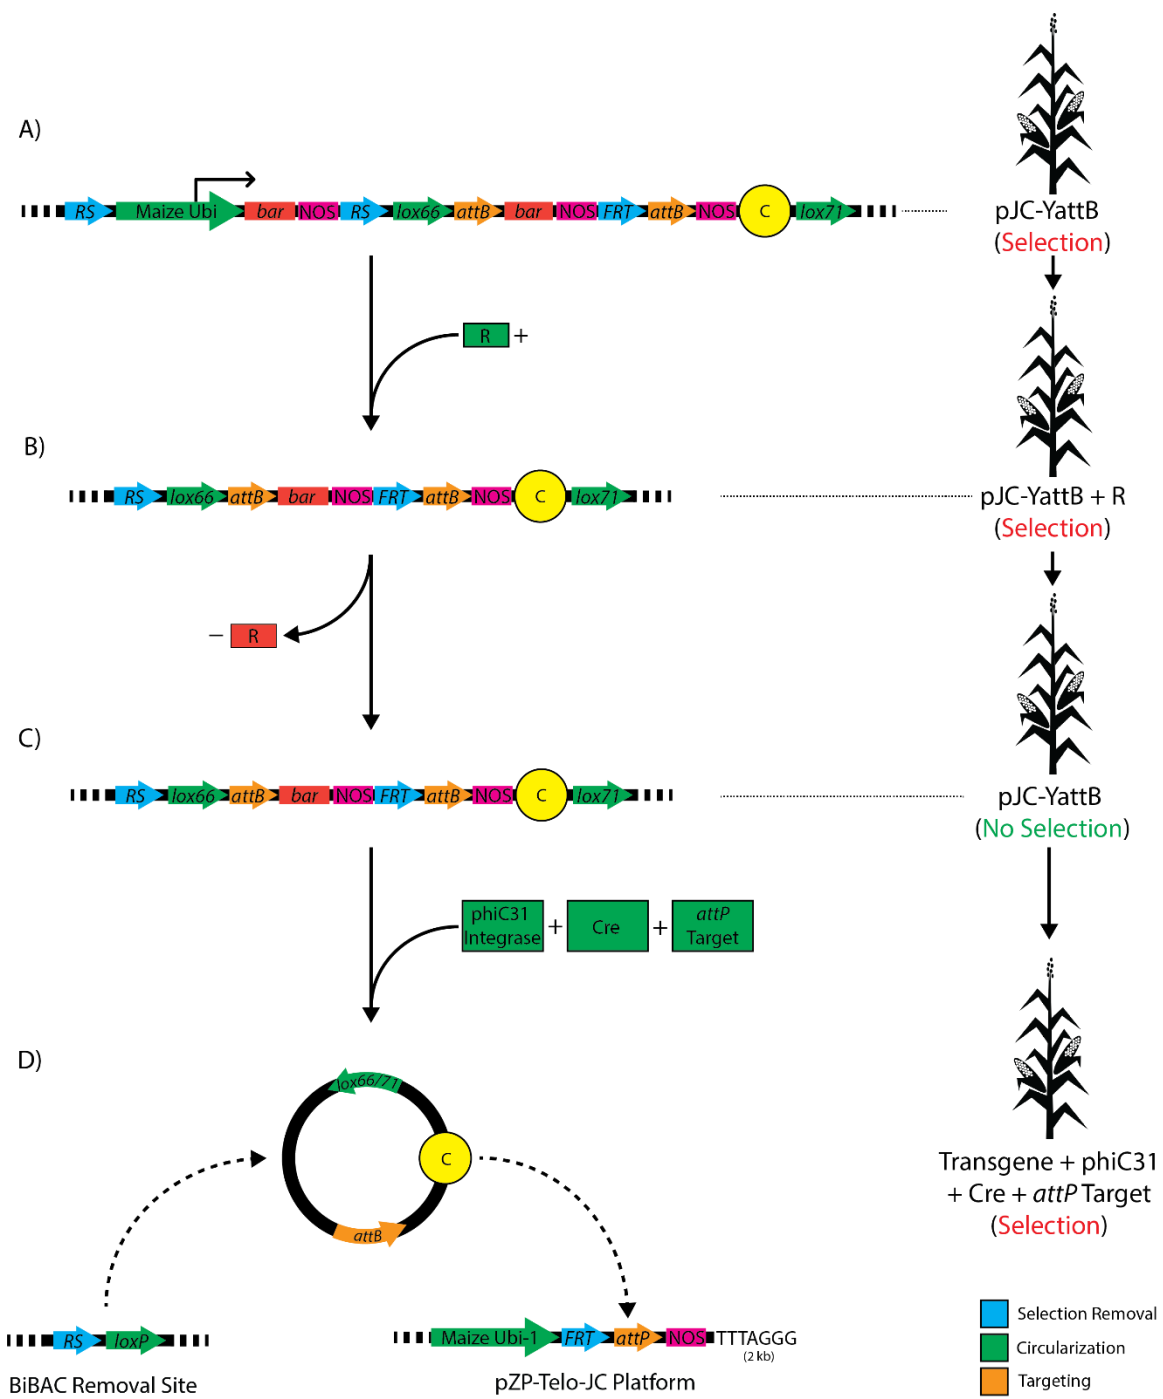 A)
RS Maize Ubi bar NOS RS lox66 attB bar NOS FRT attB NOS C lox71
pJC-YattB
(Selection)
R +
B)
RS lox66 attB bar NOS FRT attB NOS C lox71
pJC-YattB + R
(Selection)
− R
C)
RS lox66 attB bar NOS FRT attB NOS C lox71
pJC-YattB
(No Selection)
phiC31
Integrase
+
Cre
+
attP
Target
D)
lox66/71
C
attB
Transgene + phiC31
+ Cre + attP Target
(Selection)
RS loxP
BiBAC Removal Site
Maize Ubi-1 FRT attP NOS TTTAGGG
(2 kb)
pZP-Telo-JC Platform
Selection Removal
Circularization
Targeting